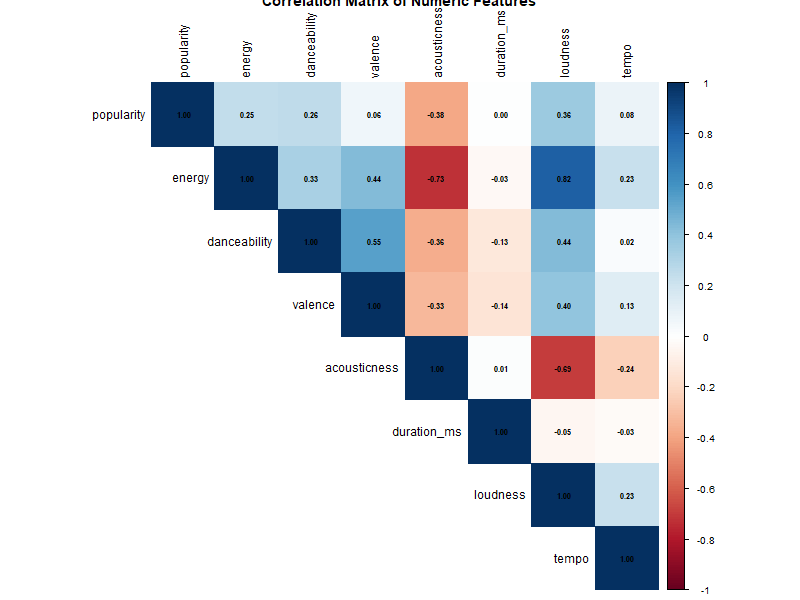 Correlation Matrix of Numeric Features
popularity energy danceability valence acousticness duration_ms loudness tempo
popularity 1.00 0.25 0.26 0.06 -0.38 0.00 0.36 0.08
energy 1.00 0.33 0.44 -0.73 -0.03 0.82 0.23
danceability 1.00 0.55 -0.36 -0.13 0.44 0.02
valence 1.00 -0.33 -0.14 0.40 0.13
acousticness 1.00 0.01 -0.69 -0.24
duration_ms 1.00 -0.05 -0.03
loudness 1.00 0.23
tempo 1.00
1
0.8
0.6
0.4
0.2
0
-0.2
-0.4
-0.6
-0.8
-1